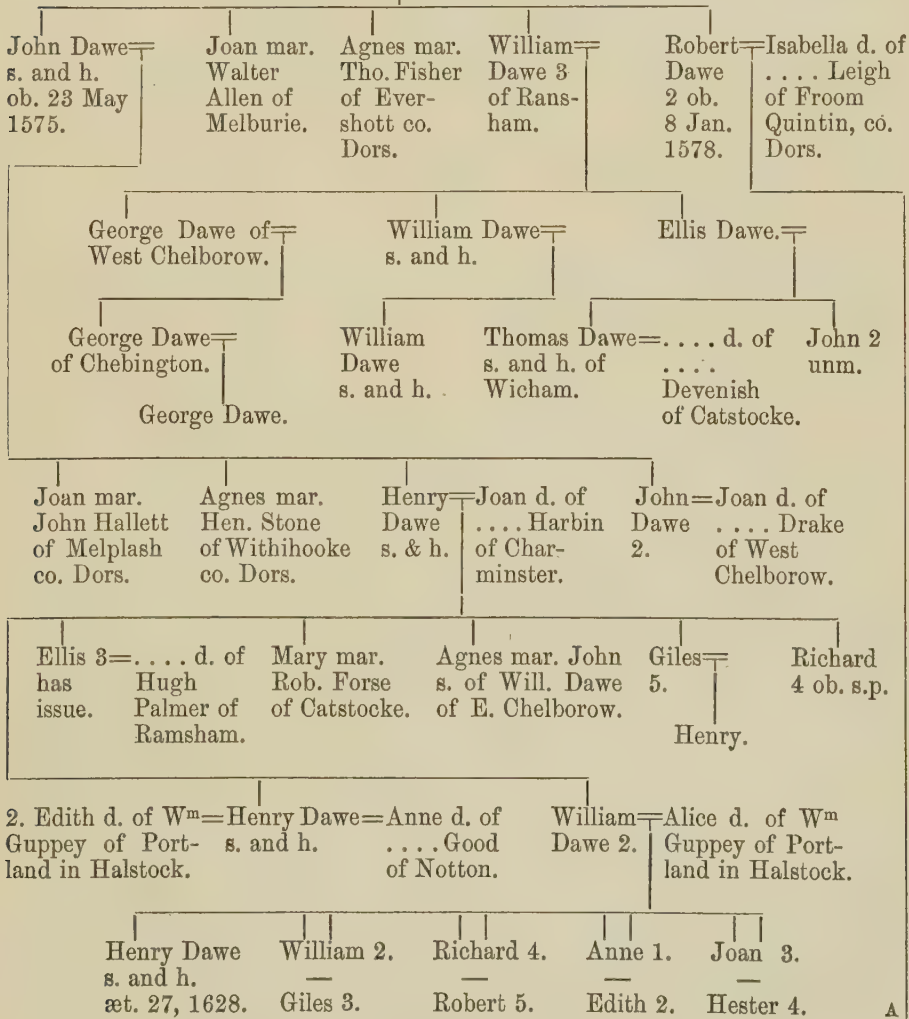 John Dawe
s. and h.
ob. 23 May
1575.
Joan mar.
Walter
Allen of
Melburie.
Agnes mar.
Tho. Fisher
of Ever-
shott co.
Dors.
William
Dawe 3
of Rans-
ham.
Robert
Dawe
2 ob.
8 Jan.
1578.
Isabella d. of
. . . . Leigh
of Froom
Quintin, co.
Dors.
George Dawe of
West Chelborow.
William Dawe
s. and h.
Ellis Dawe.
George Dawe
of Chebington.
George Dawe.
William
Dawe
s. and h.
Thomas Dawe
s. and h. of
Wicham.
. . . . d. of
. . . .
Devenish
of Catstocke.
John 2
unm.
Joan mar.
John Hallett
of Melplash
co. Dors.
Agnes mar.
Hen. Stone
of Withihooke
co. Dors.
Henry
Dawe
s. & h.
Joan d. of
. . . . Harbin
of Char-
minster.
John
Dawe
2.
Joan d. of
. . . . Drake
of West
Chelborow.
Ellis 3
has
issue.
. . . . d. of
Hugh
Palmer of
Ramsham.
Mary mar.
Rob. Forse
of Catstocke.
Agnes mar. John
s. of Will. Dawe
of E. Chelborow.
Giles
5.
Henry.
Richard
4 ob. s.p.
2. Edith d. of Wᵐ
Guppey of Port-
land in Halstock.
Henry Dawe
s. and h.
Anne d. of
. . . . Good
of Notton.
William
Dawe 2.
Alice d. of Wᵐ
Guppey of Port-
land in Halstock.
Henry Dawe
s. and h.
æt. 27, 1628.
William 2.
—
Giles 3.
Richard 4.
—
Robert 5.
Anne 1.
—
Edith 2.
Joan 3.
—
Hester 4.
A